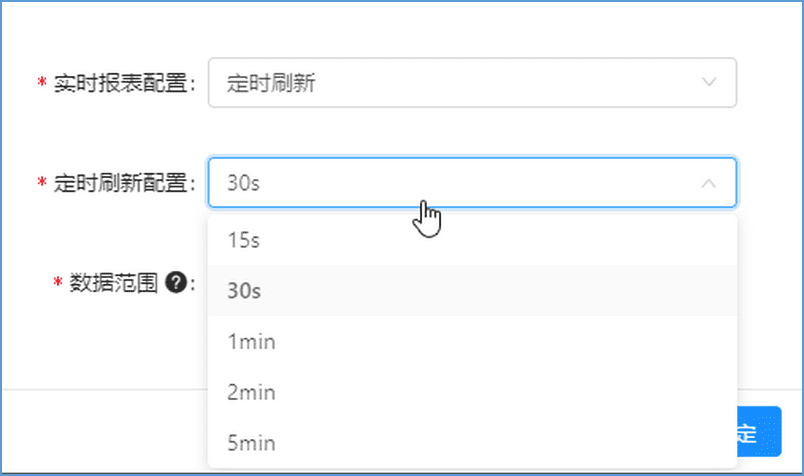 * 实时报表配置: 定时刷新
* 定时刷新配置: 30s
15s
* 数据范围 ?:
30s
1min
2min
5min
定